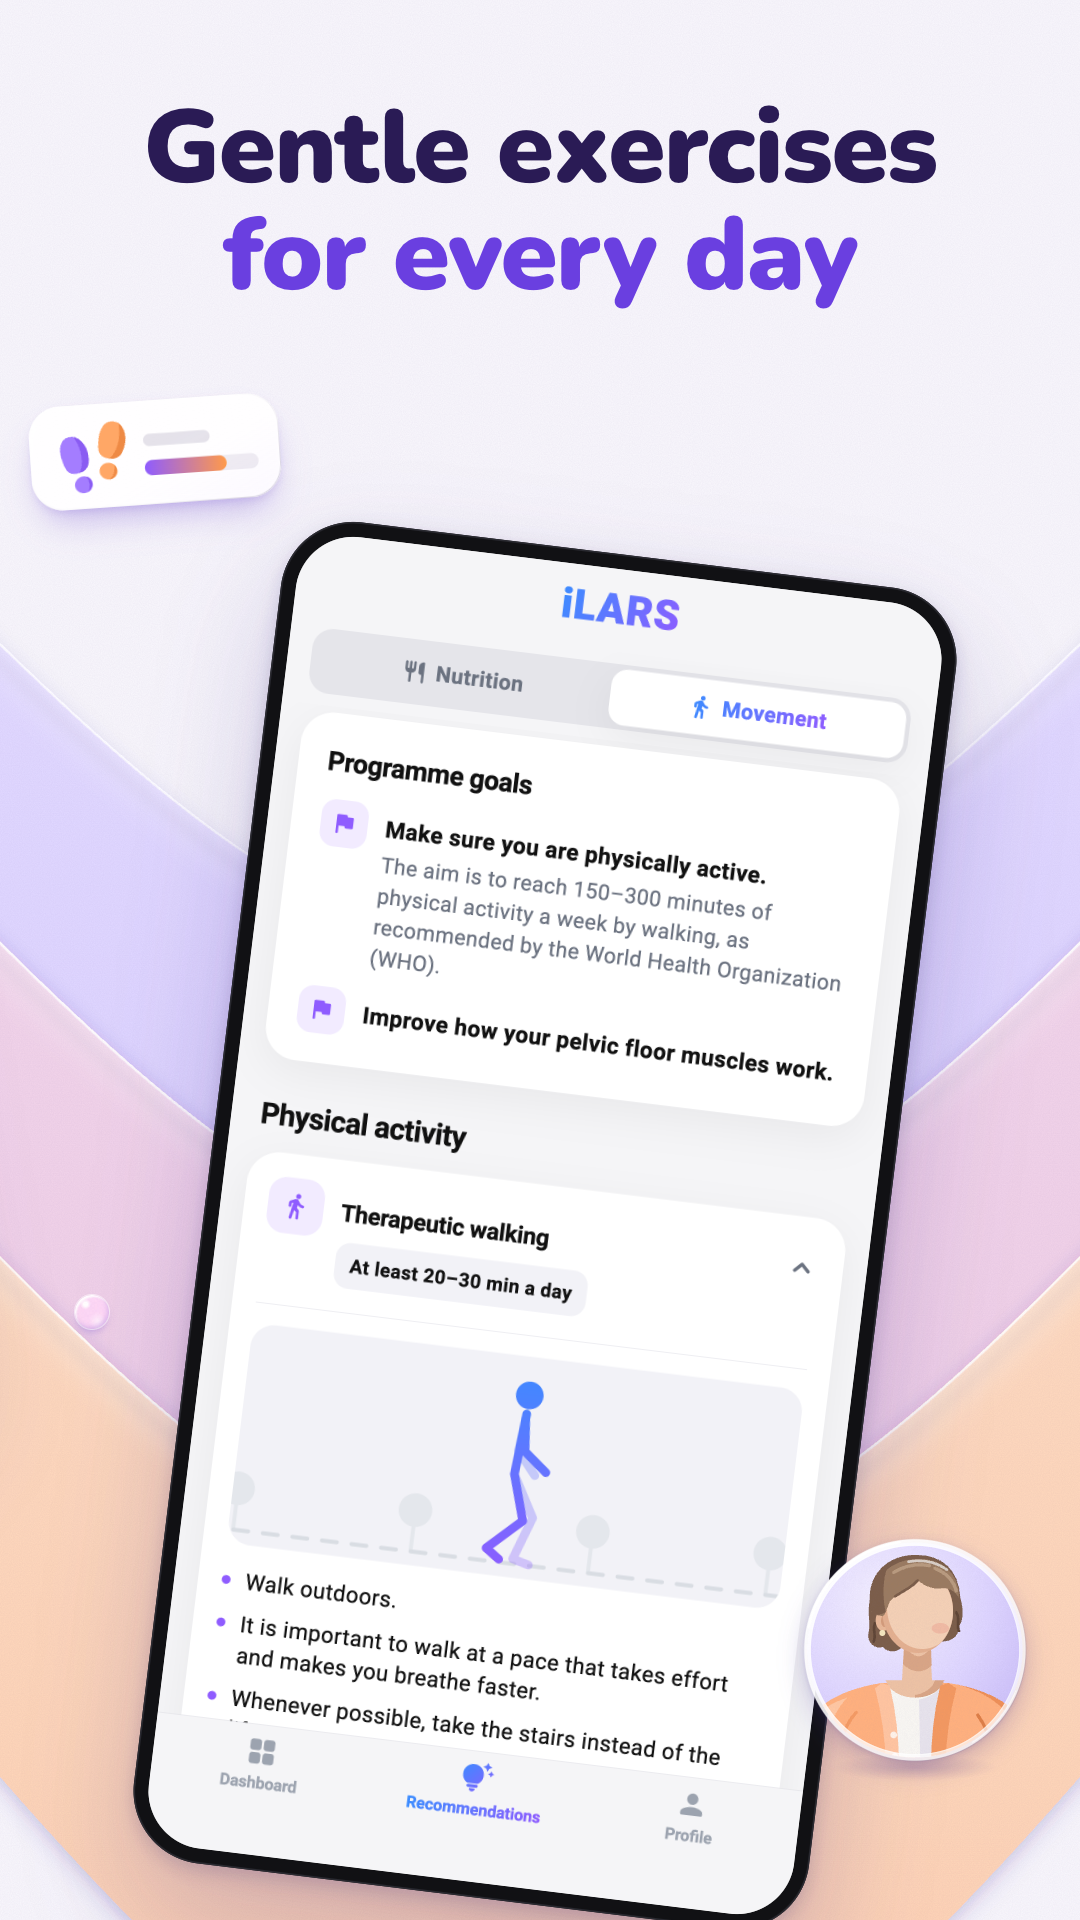 Gentle exercises
for every day
iLARS
Nutrition
Movement
Programme goals
Make sure you are physically active.
The aim is to reach 150–300 minutes of
physical activity a week by walking, as
recommended by the World Health Organization
(WHO).
Improve how your pelvic floor muscles work.
Physical activity
Therapeutic walking
At least 20–30 min a day
Walk outdoors.
It is important to walk at a pace that takes effort
and makes you breathe faster.
Whenever possible, take the stairs instead of the
Dashboard
Recommendations
Profile